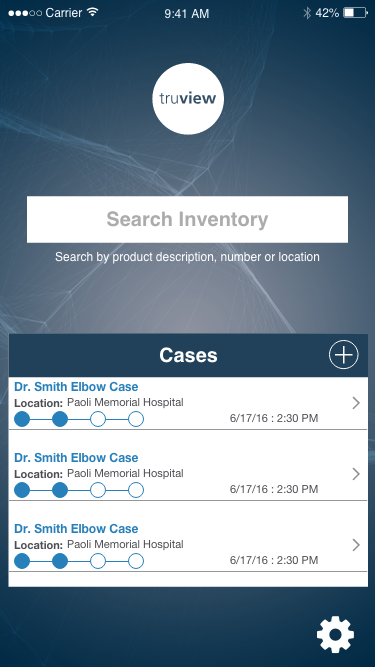 Carrier
9:41 AM
42%
truview
Search Inventory
Search by product description, number or location
Cases
Dr. Smith Elbow Case
Location: Paoli Memorial Hospital
6/17/16 : 2:30 PM
Dr. Smith Elbow Case
Location: Paoli Memorial Hospital
6/17/16 : 2:30 PM
Dr. Smith Elbow Case
Location: Paoli Memorial Hospital
6/17/16 : 2:30 PM